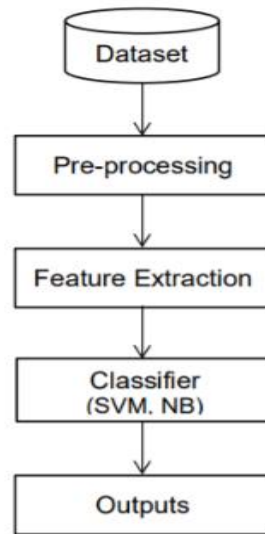 Dataset
Pre-processing
Feature Extraction
Classifier
(SVM, NB)
Outputs